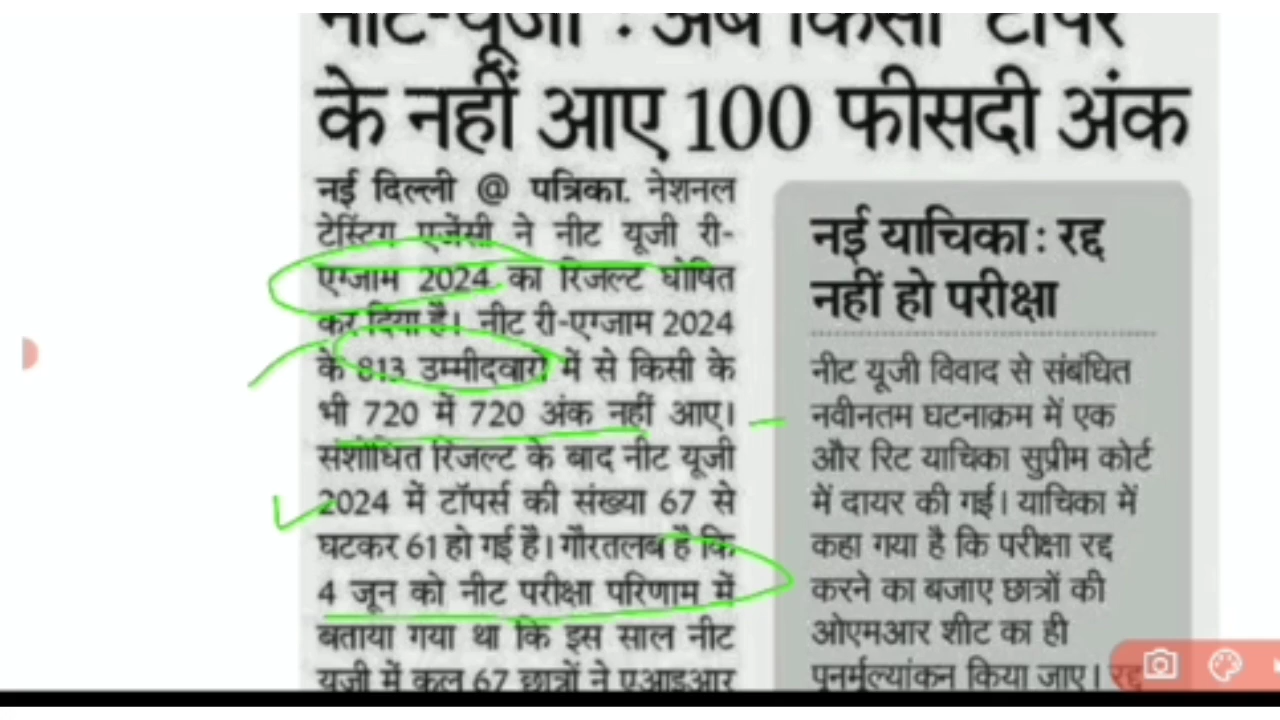 नीट-यूजी : अब किसी टॉपर
के नहीं आए 100 फीसदी अंक
नई दिल्ली @ पत्रिका. नेशनल
टेस्टिंग एजेंसी ने नीट यूजी री-
एग्जाम 2024 का रिजल्ट घोषित
कर दिया है। नीट री-एग्जाम 2024
के 813 उम्मीदवारों में से किसी के
भी 720 में 720 अंक नहीं आए।
संशोधित रिजल्ट के बाद नीट यूजी
2024 में टॉपर्स की संख्या 67 से
घटकर 61 हो गई है। गौरतलब है कि
4 जून को नीट परीक्षा परिणाम में
बताया गया था कि इस साल नीट
यूजी में कुल 67 छात्रों ने एआइआर
नई याचिका : रद्द
नहीं हो परीक्षा
नीट यूजी विवाद से संबंधित
नवीनतम घटनाक्रम में एक
और रिट याचिका सुप्रीम कोर्ट
में दायर की गई। याचिका में
कहा गया है कि परीक्षा रद्द
करने का बजाए छात्रों की
ओएमआर शीट का ही
पुनर्मूल्यांकन किया जाए। रद्द